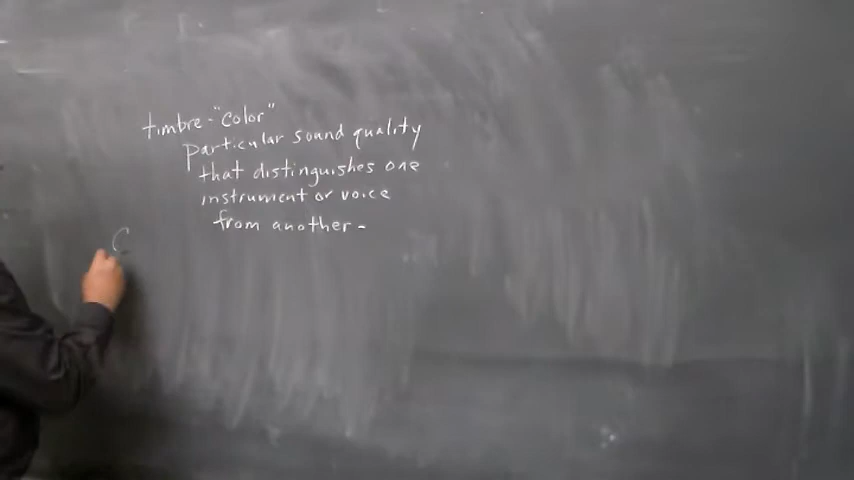 timbre - "color"
particular sound quality
that distinguishes one
instrument or voice
from another -
C